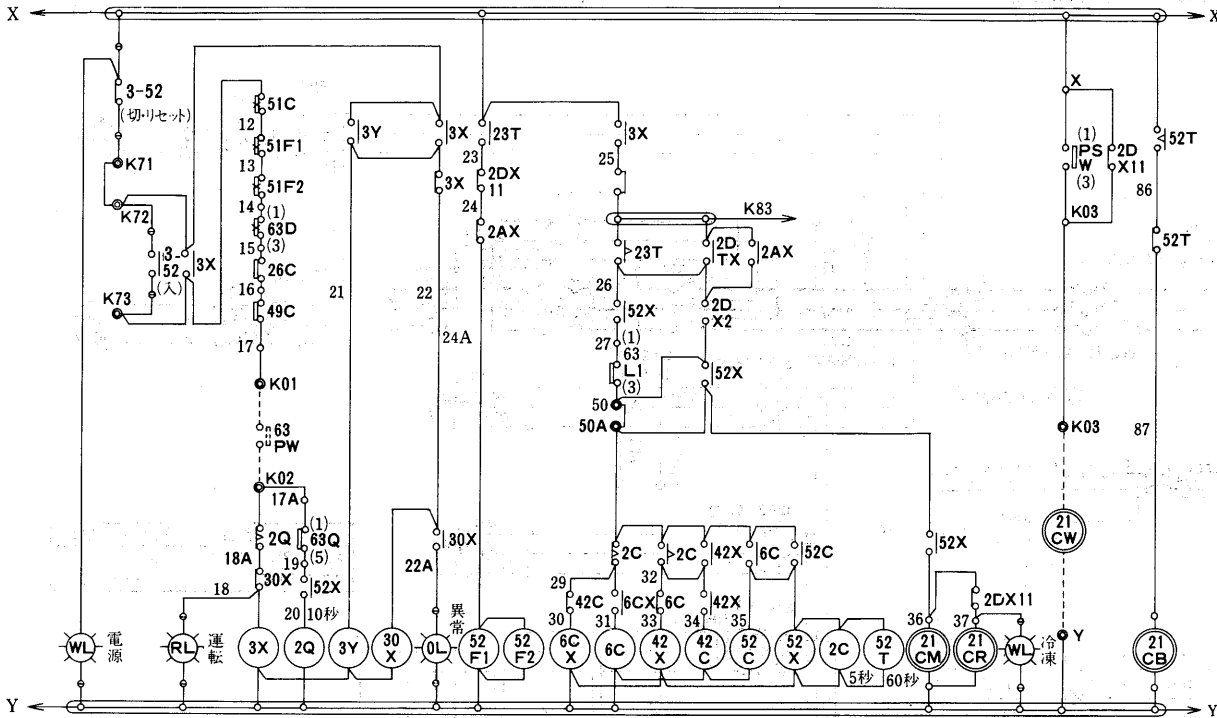 X X
3-52
(切・リセット)
K71
K72
3-
52
(入)
3X
K73
51C
12
51F1
13
51F2
14
(1)
63D
(3)
15
26C
16
49C
17
K01
63
PW
K02
17A
2Q
(1)
63Q
(5)
18A
19
30X
18
52X
20
10秒
3Y
3X
3X
21
22
24A
30X
22A
23T
23
2DX
11
24
2AX
3X
25
K83
23T
2D
TX
2AX
26
52X
2D
X2
27
(1)
63
L1
(3)
52X
50
50A
2C
2C
42X
6C
52C
29
32
42C
6CX
6C
42X
30
31
33
34
35
52X
36
2DX11
37
X
(1)
PS
W
(3)
2D
X11
K03
K03
21
CW
Y
52T
86
52T
87
WL
電源
RL
運転
3X
2Q
3Y
30
X
OL
異常
52
F1
52
F2
6C
X
6C
42
X
42
C
52
C
52
X
2C
5秒
52
T
60秒
21
CM
21
CR
WL
冷凍
21
CB
Y Y